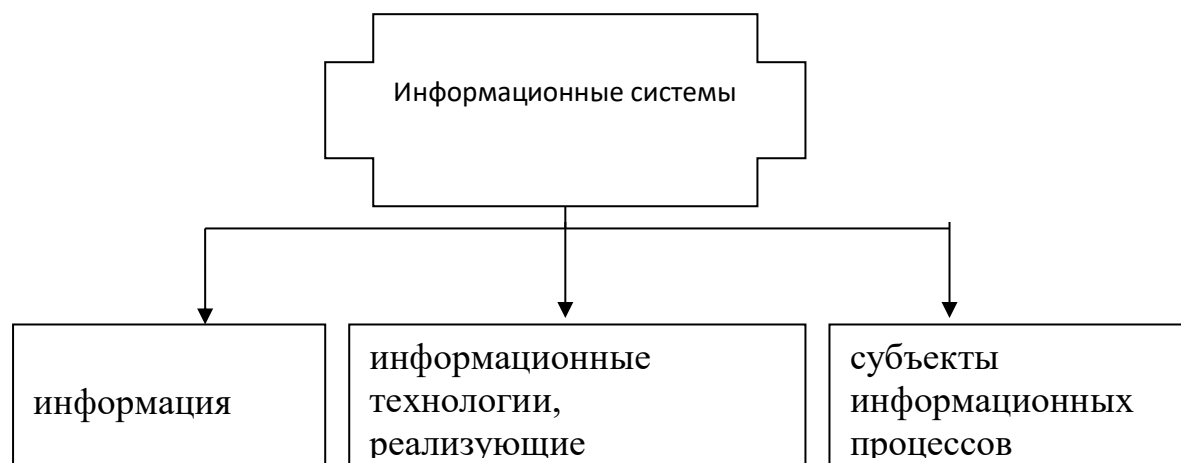 Информационные системы
информация
информационные
технологии,
реализующие
субъекты
информационных
процессов